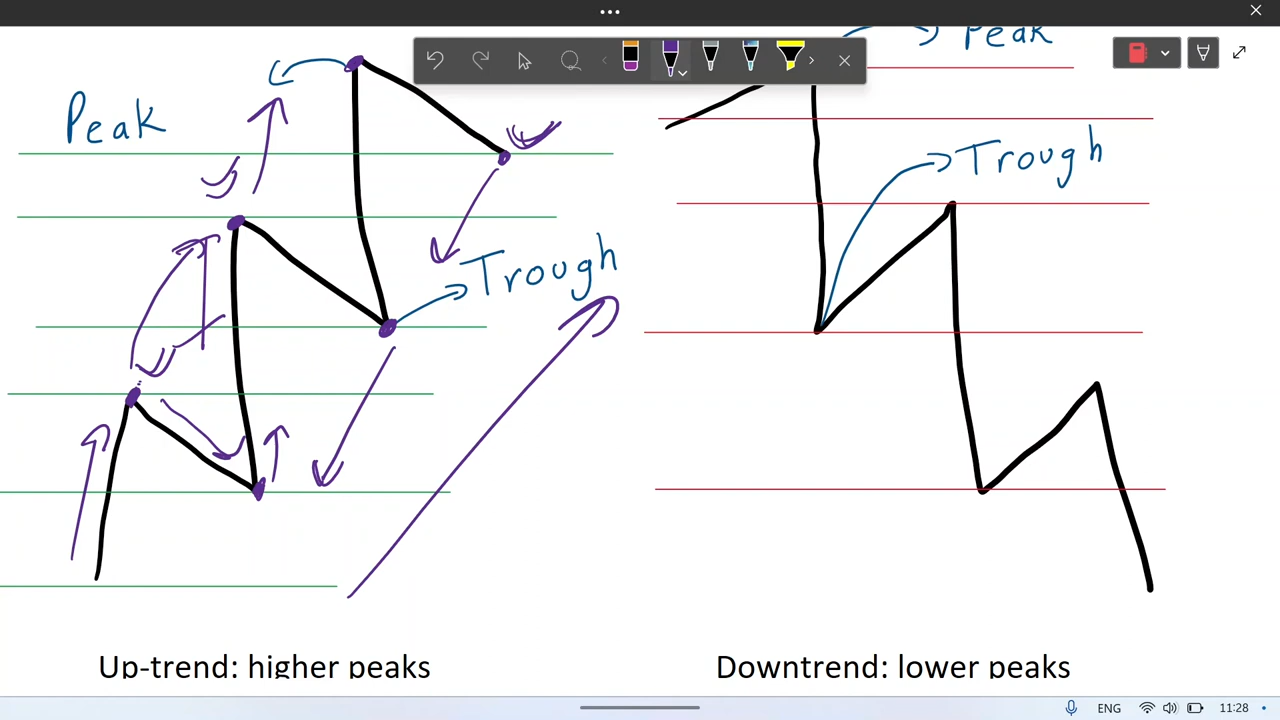 Peak
Peak
Trough
Trough
Up-trend: higher peaks
Downtrend: lower peaks
ENG
11:28